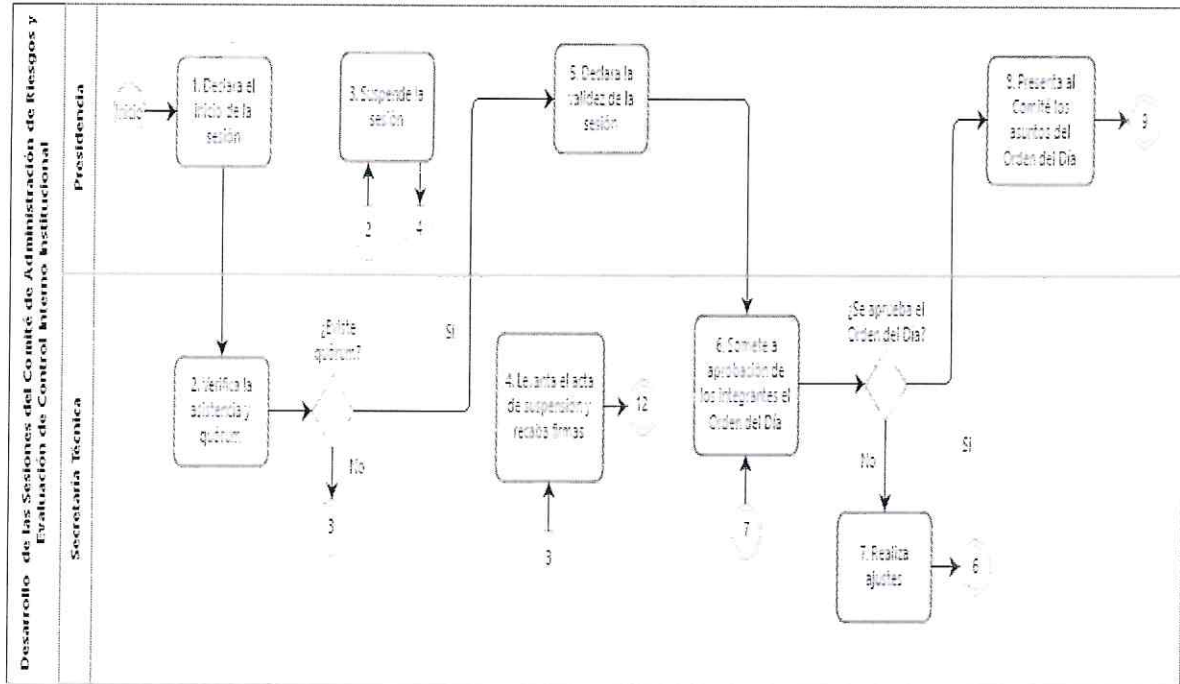 Desarrollo de las Sesiones del Comité de Administración de Riesgos y
Evaluación de Control Interno Institucional
Presidencia
Inicio
1. Declara el
inicio de la
sesión
3. Suspende la
sesión
2
4
5. Declara la
validez de la
sesión
8. Presenta al
Comité los
asuntos del
Orden del Día
9
Secretaría Técnica
2. Verifica la
asistencia y
quórum
¿Existe
quórum?
Si
No
3
4. Levanta el acta
de suspensión y
recaba firmas
12
3
6. Somete a
aprobación de
los integrantes el
Orden del Día
7
¿Se aprueba el
Orden del Día?
Si
No
7. Realiza
ajustes
6